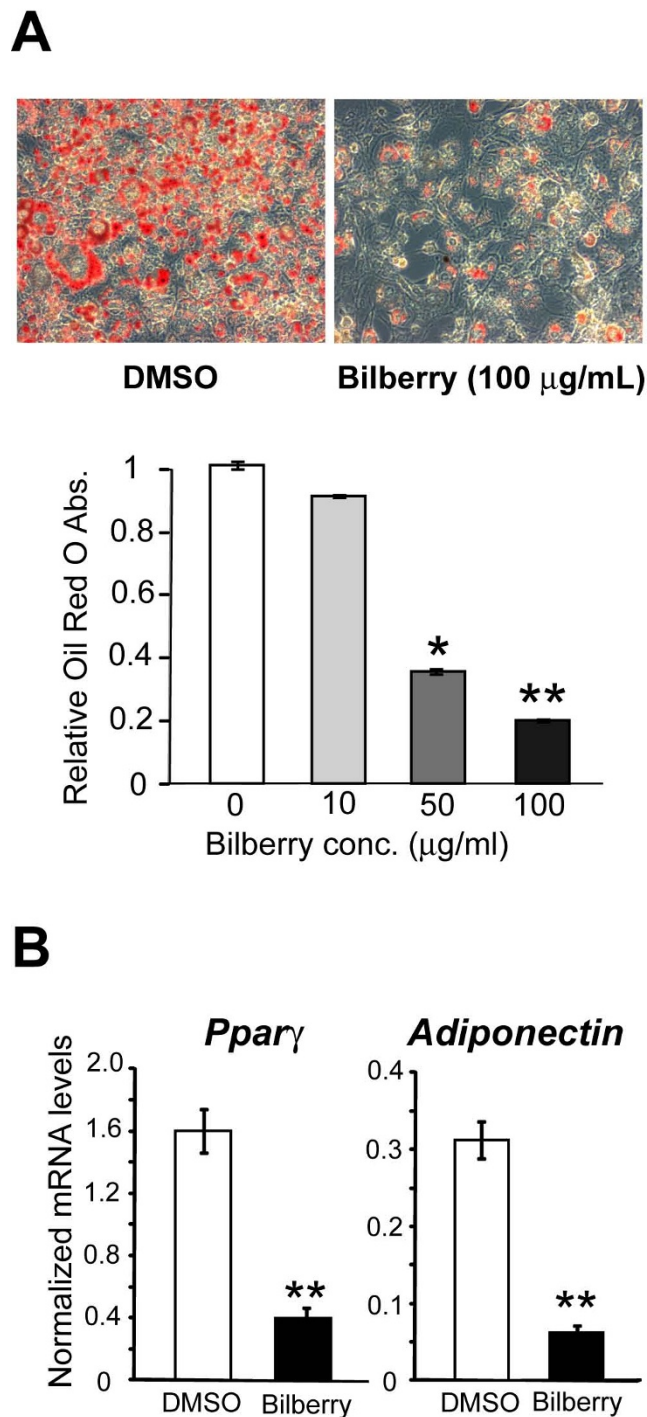 A
DMSO
Bilberry (100 μg/mL)
Relative Oil Red O Abs.
1
0.8
0.6
0.4
0.2
0
*
**
0 10 50 100
Bilberry conc. (μg/ml)
B
Pparγ
Adiponectin
Normalized mRNA levels
2.0
1.6
1.2
0.8
0.4
0
**
DMSO Bilberry
0.4
0.3
0.2
0.1
0
**
DMSO Bilberry